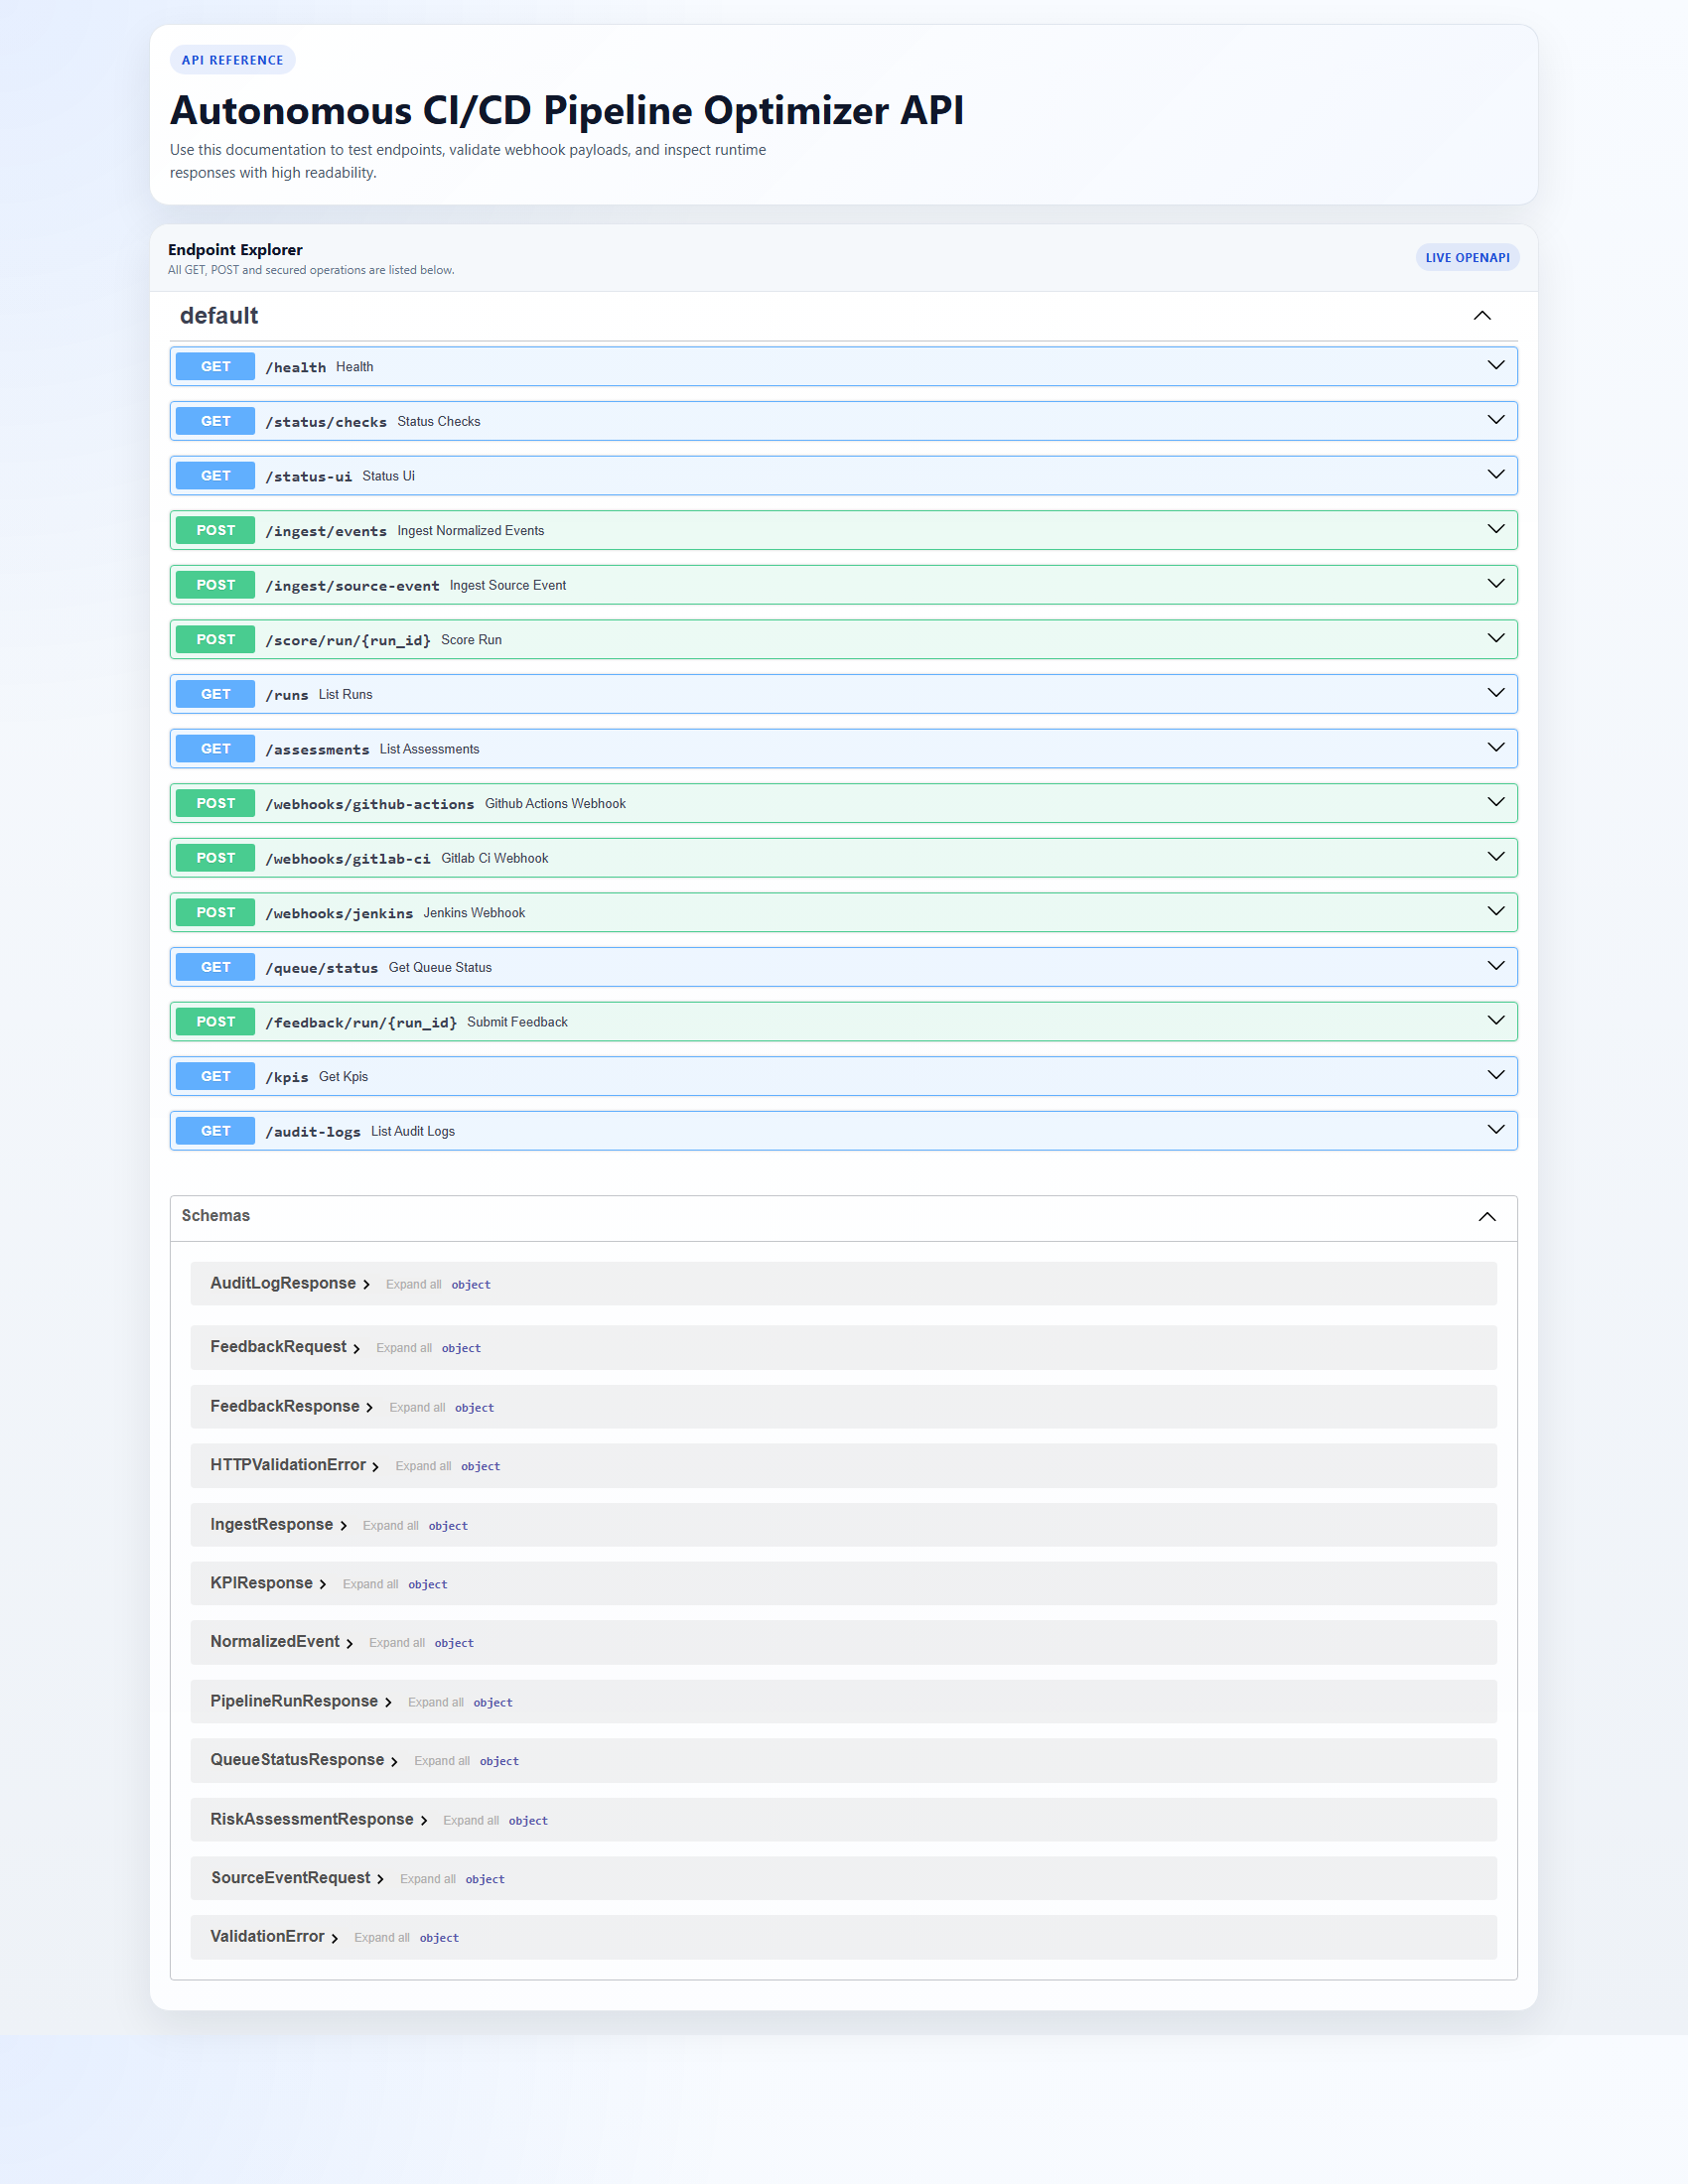 API REFERENCE
Autonomous CI/CD Pipeline Optimizer API
Use this documentation to test endpoints, validate webhook payloads, and inspect runtime
responses with high readability.
Endpoint Explorer
All GET, POST and secured operations are listed below.
LIVE OPENAPI
default
GET /health Health
GET /status/checks Status Checks
GET /status-ui Status Ui
POST /ingest/events Ingest Normalized Events
POST /ingest/source-event Ingest Source Event
POST /score/run/{run_id} Score Run
GET /runs List Runs
GET /assessments List Assessments
POST /webhooks/github-actions Github Actions Webhook
POST /webhooks/gitlab-ci Gitlab Ci Webhook
POST /webhooks/jenkins Jenkins Webhook
GET /queue/status Get Queue Status
POST /feedback/run/{run_id} Submit Feedback
GET /kpis Get Kpis
GET /audit-logs List Audit Logs
Schemas
AuditLogResponse Expand all object
FeedbackRequest Expand all object
FeedbackResponse Expand all object
HTTPValidationError Expand all object
IngestResponse Expand all object
KPIResponse Expand all object
NormalizedEvent Expand all object
PipelineRunResponse Expand all object
QueueStatusResponse Expand all object
RiskAssessmentResponse Expand all object
SourceEventRequest Expand all object
ValidationError Expand all object